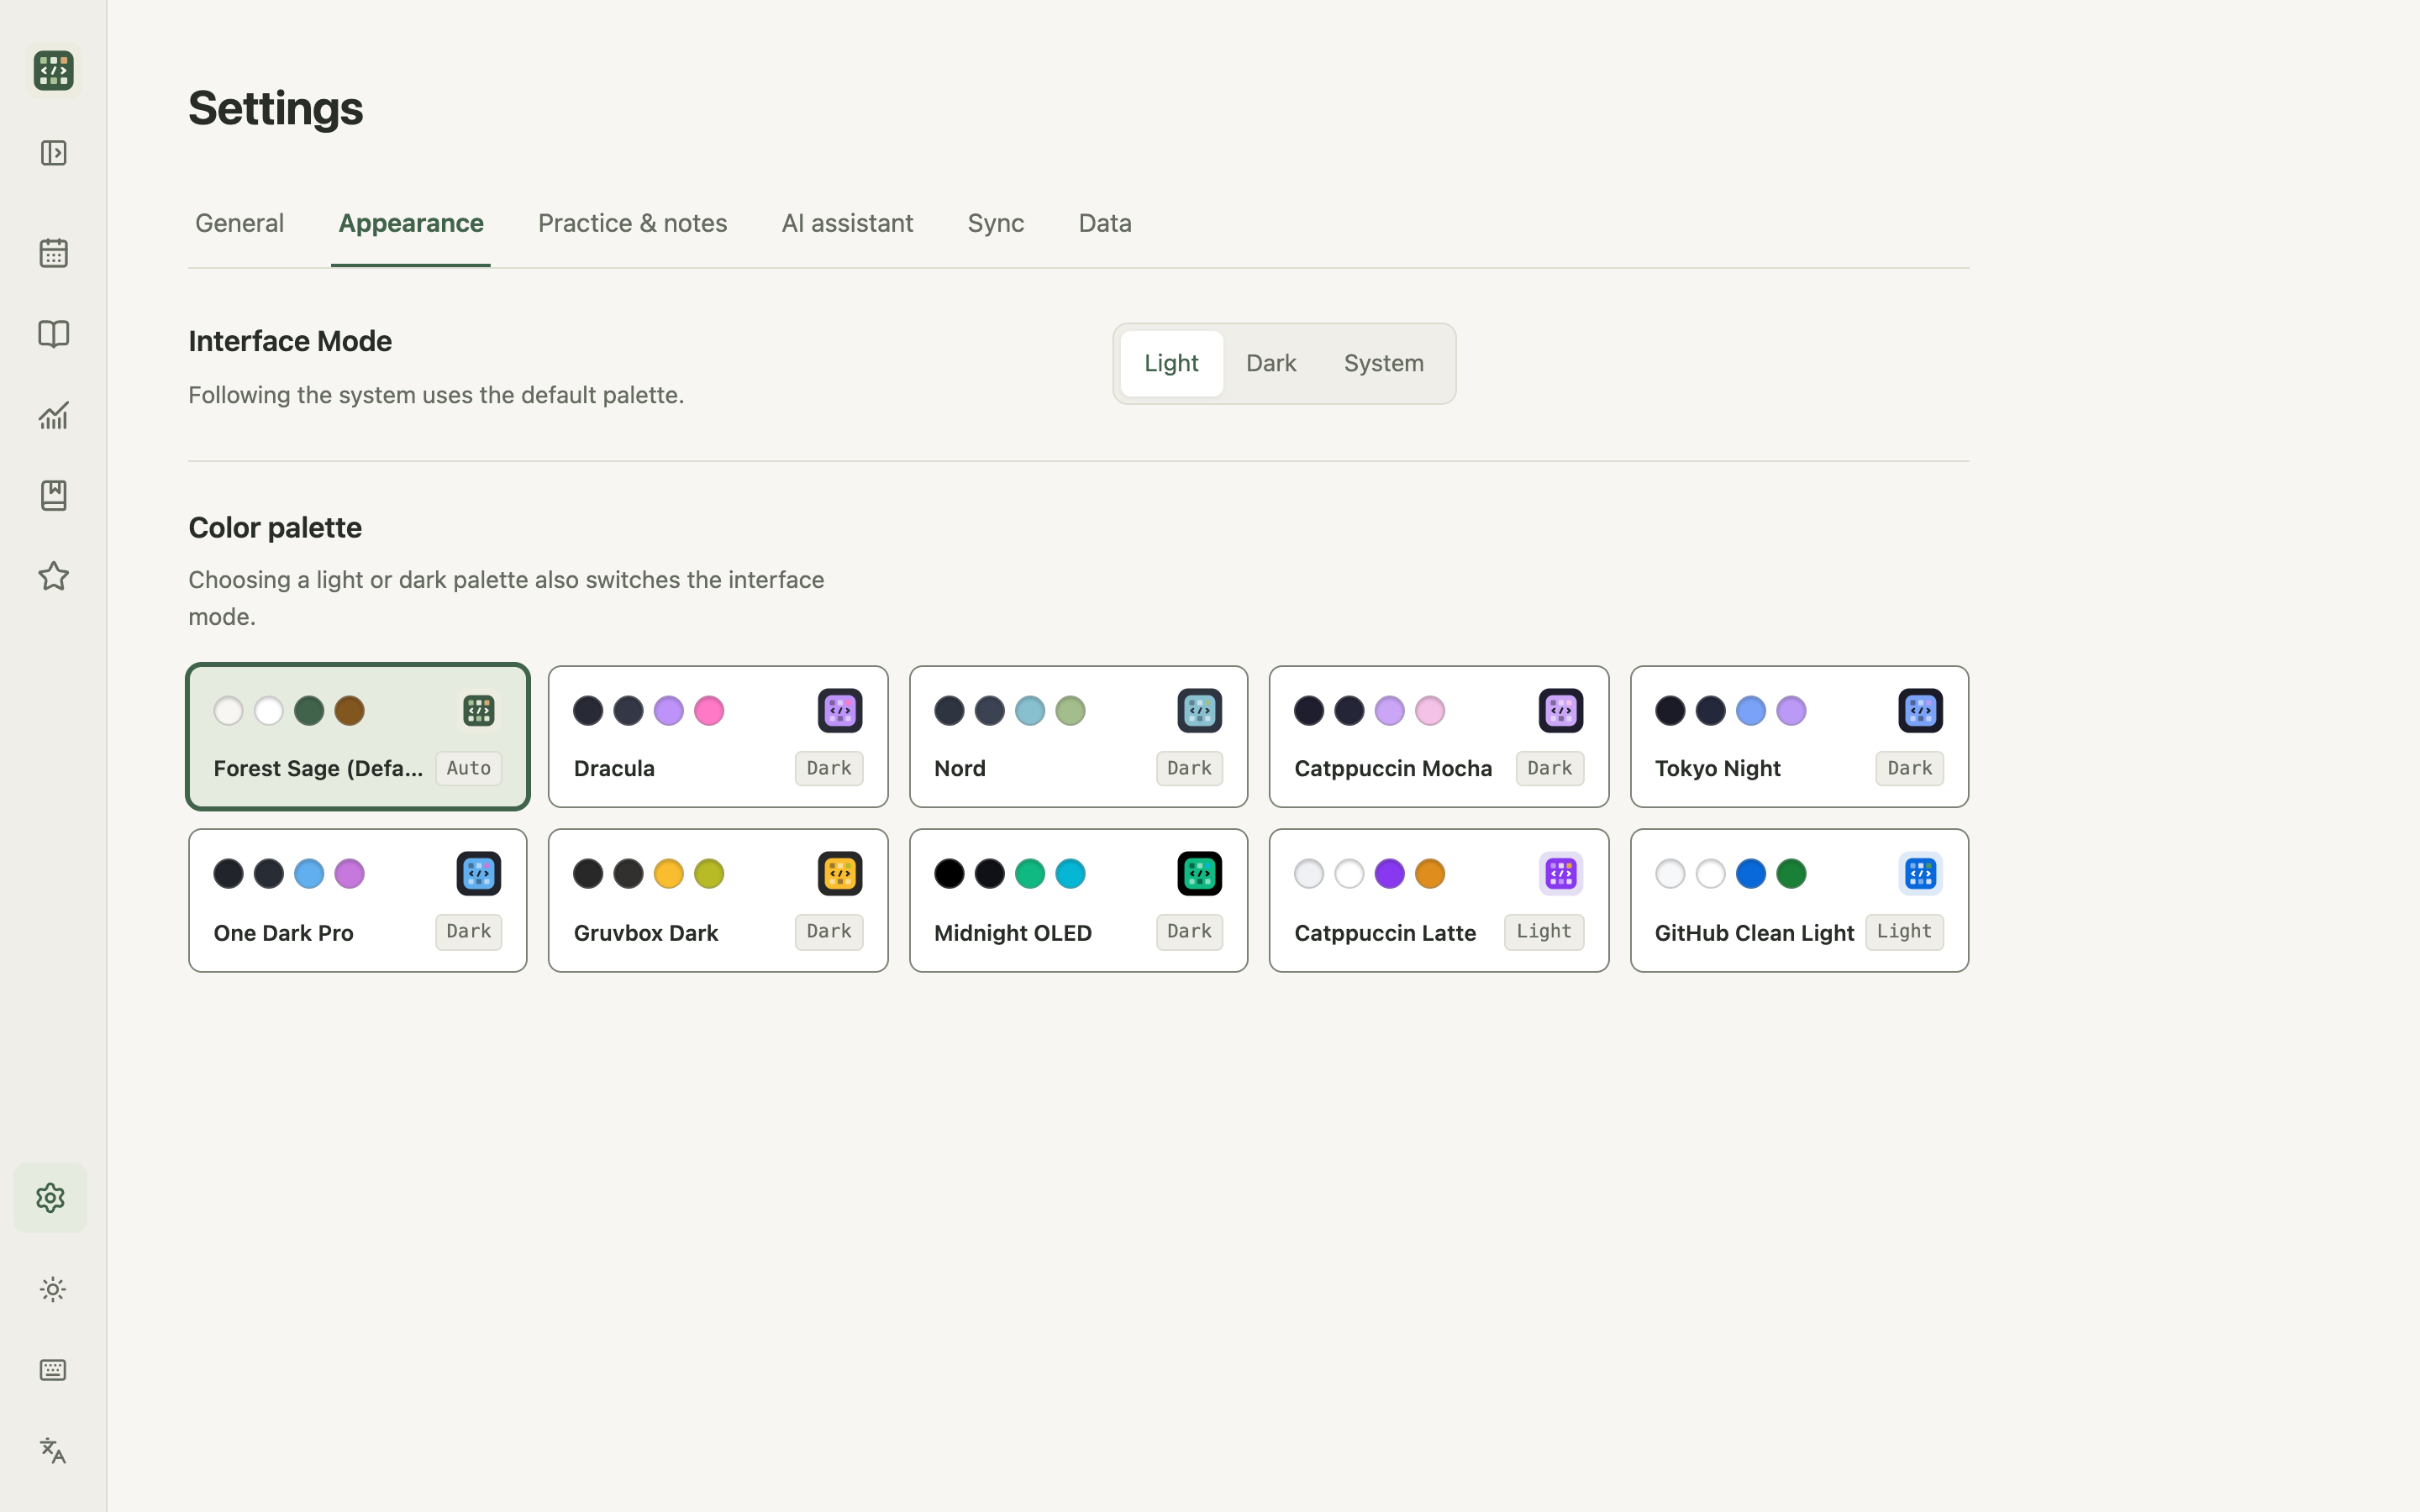 Settings
General
Appearance
Practice & notes
AI assistant
Sync
Data
Interface Mode
Following the system uses the default palette.
Light
Dark
System
Color palette
Choosing a light or dark palette also switches the interface
mode.
Forest Sage (Defa...
Auto
Dracula
Dark
Nord
Dark
Catppuccin Mocha
Dark
Tokyo Night
Dark
One Dark Pro
Dark
Gruvbox Dark
Dark
Midnight OLED
Dark
Catppuccin Latte
Light
GitHub Clean Light
Light